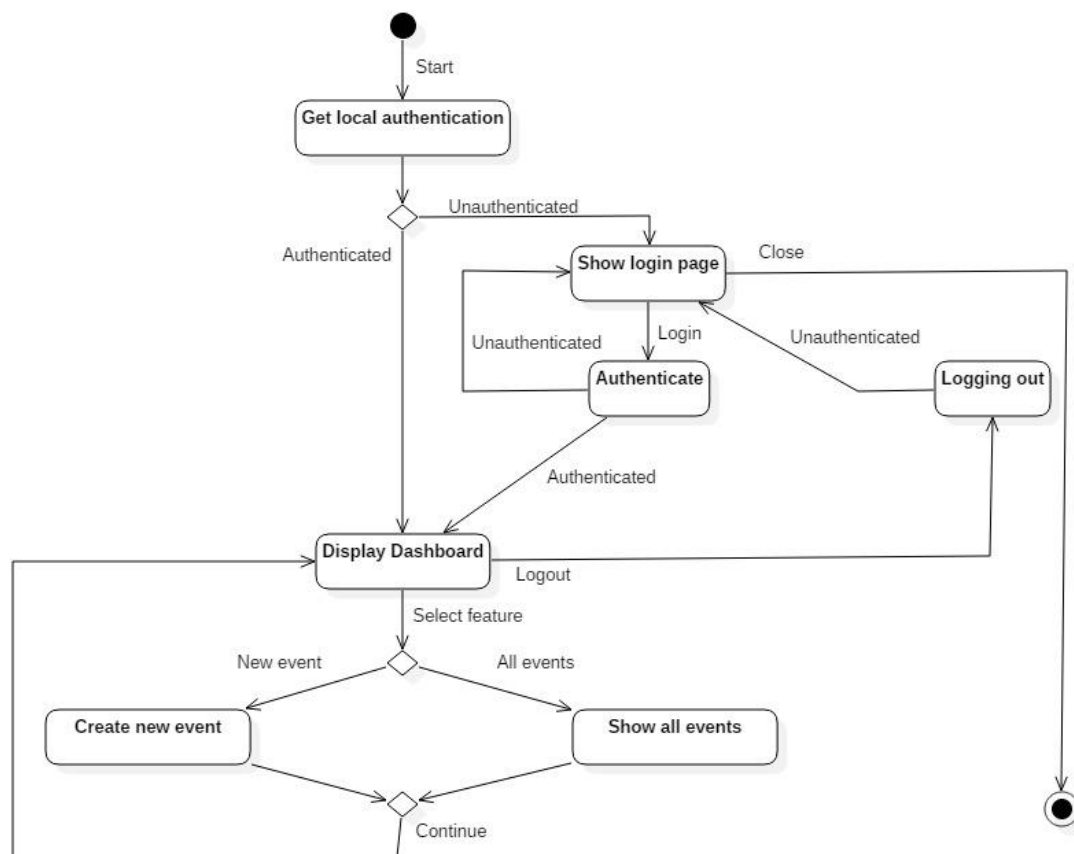 Start
Get local authentication
Unauthenticated
Authenticated
Close
Show login page
Unauthenticated
Login
Unauthenticated
Authenticate
Logging out
Authenticated
Display Dashboard
Logout
Select feature
New event
All events
Create new event
Show all events
Continue